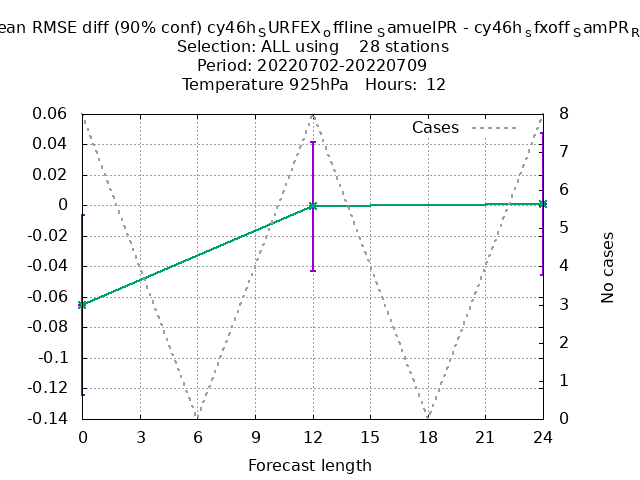 ean RMSE diff (90% conf) cy46hSURFEXoffline SamuelPR - cy46hsfxoffSamPRR
Selection: ALL using 28 stations
Period: 20220702-20220709
Temperature 925hPa Hours: 12
Cases
0.06
0.04
0.02
0
-0.02
-0.04
-0.06
-0.08
-0.1
-0.12
-0.14
8
7
6
5
4
3
2
1
0
No cases
0 3 6 9 12 15 18 21 24
Forecast length